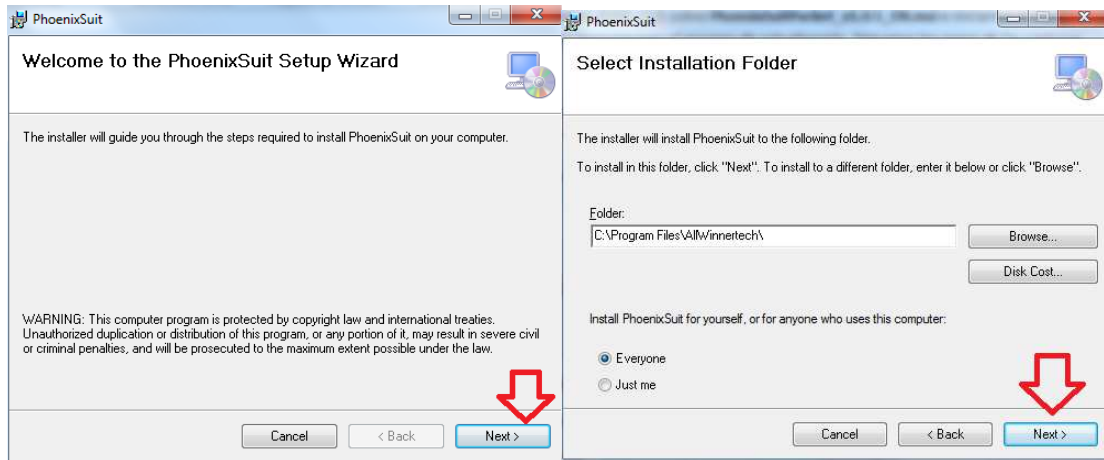 PhoenixSuit
Welcome to the PhoenixSuit Setup Wizard
The installer will guide you through the steps required to install PhoenixSuit on your computer.
WARNING: This computer program is protected by copyright law and international treaties.
Unauthorized duplication or distribution of this program, or any portion of it, may result in severe civil
or criminal penalties, and will be prosecuted to the maximum extent possible under the law.
Cancel
< Back
Next >
PhoenixSuit
Select Installation Folder
The installer will install PhoenixSuit to the following folder.
To install in this folder, click "Next". To install to a different folder, enter it below or click "Browse".
Folder:
C:\Program Files\AllWinnertech\
Browse...
Disk Cost...
Install PhoenixSuit for yourself, or for anyone who uses this computer:
Everyone
Just me
Cancel
< Back
Next >